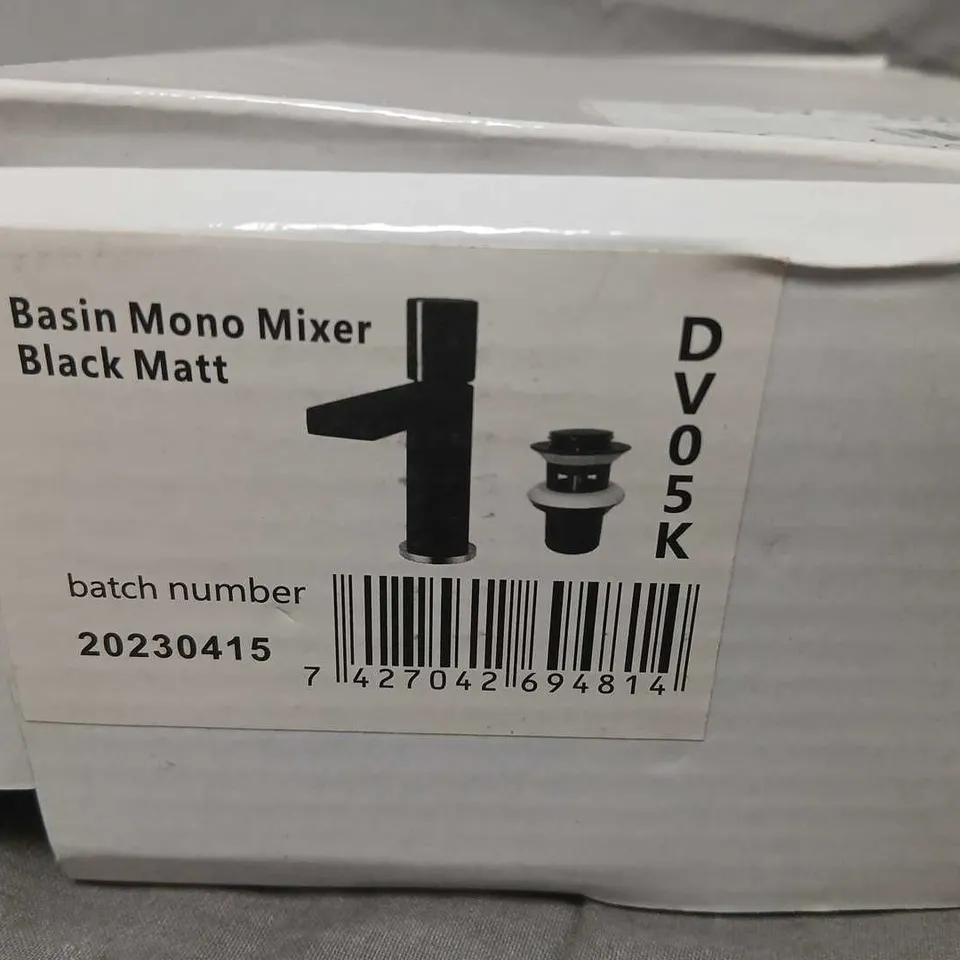 Basin Mono Mixer
Black Matt
DV05K
batch number
20230415
7 427042 694814